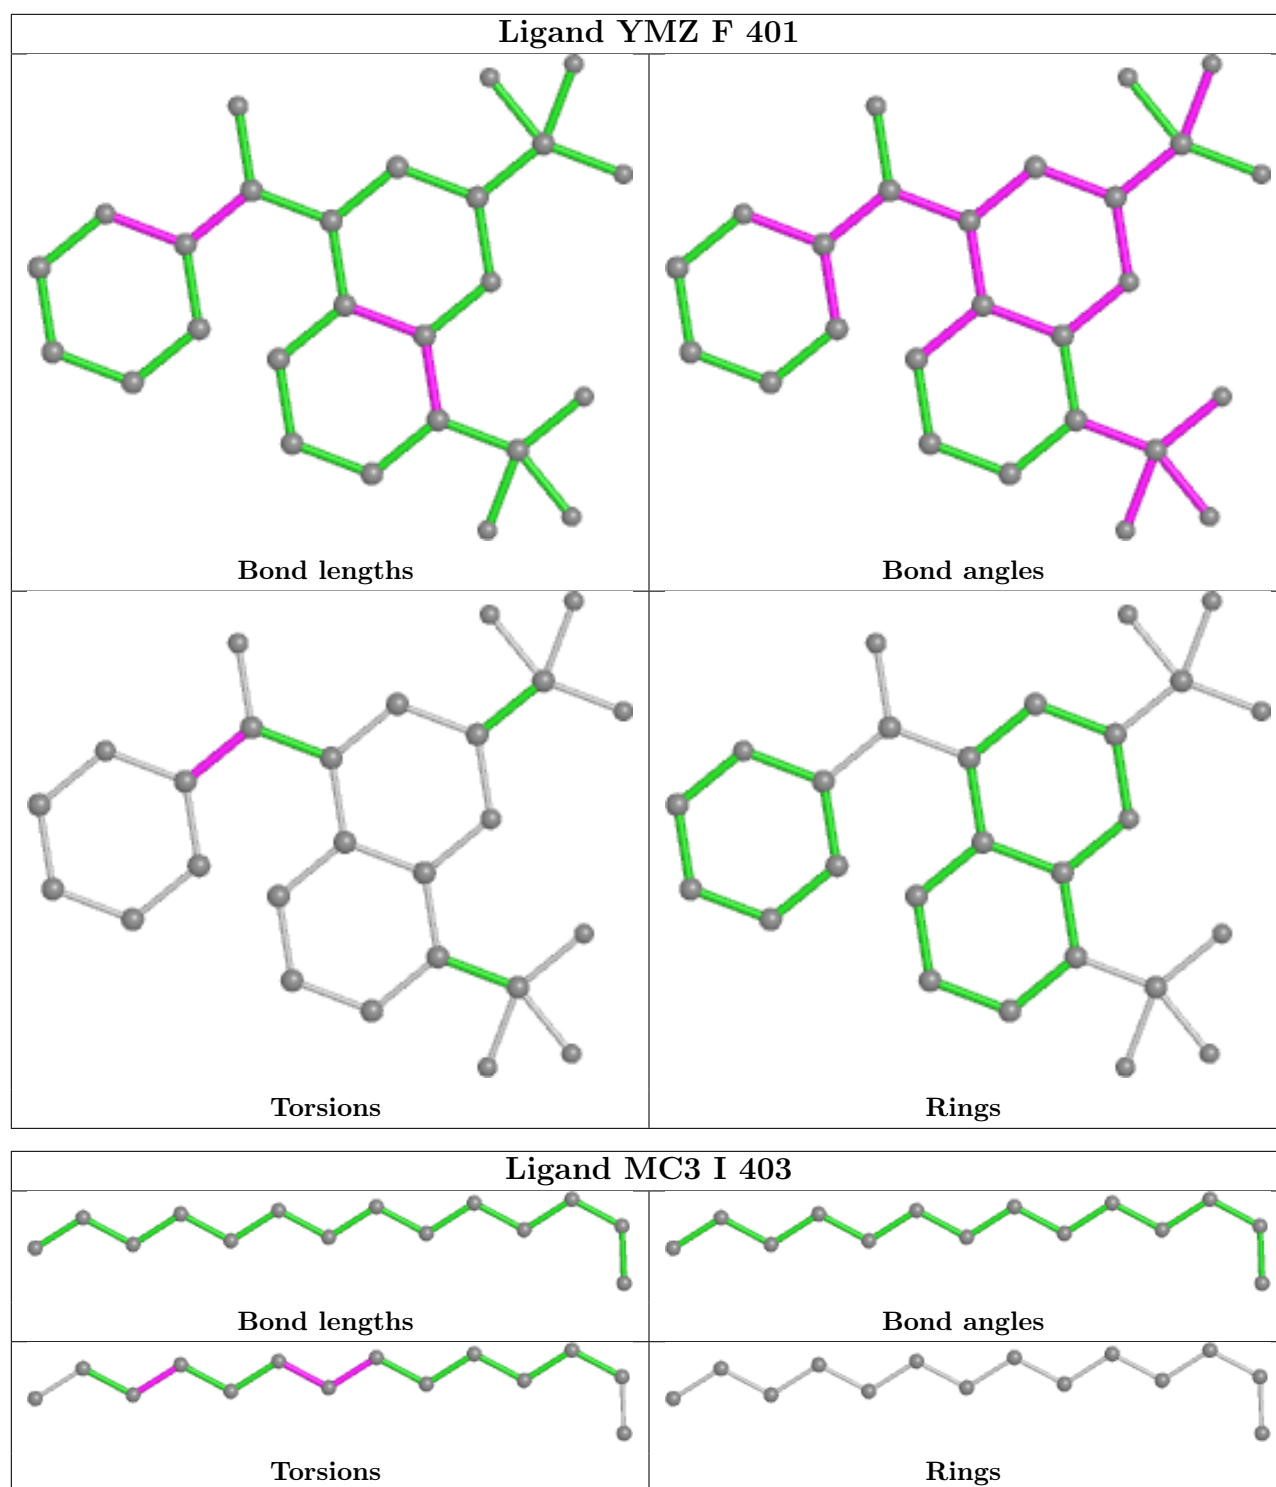 Ligand YMZ F 401
Bond lengths
Bond angles
Torsions
Rings
Ligand MC3 I 403
Bond lengths
Bond angles
Torsions
Rings